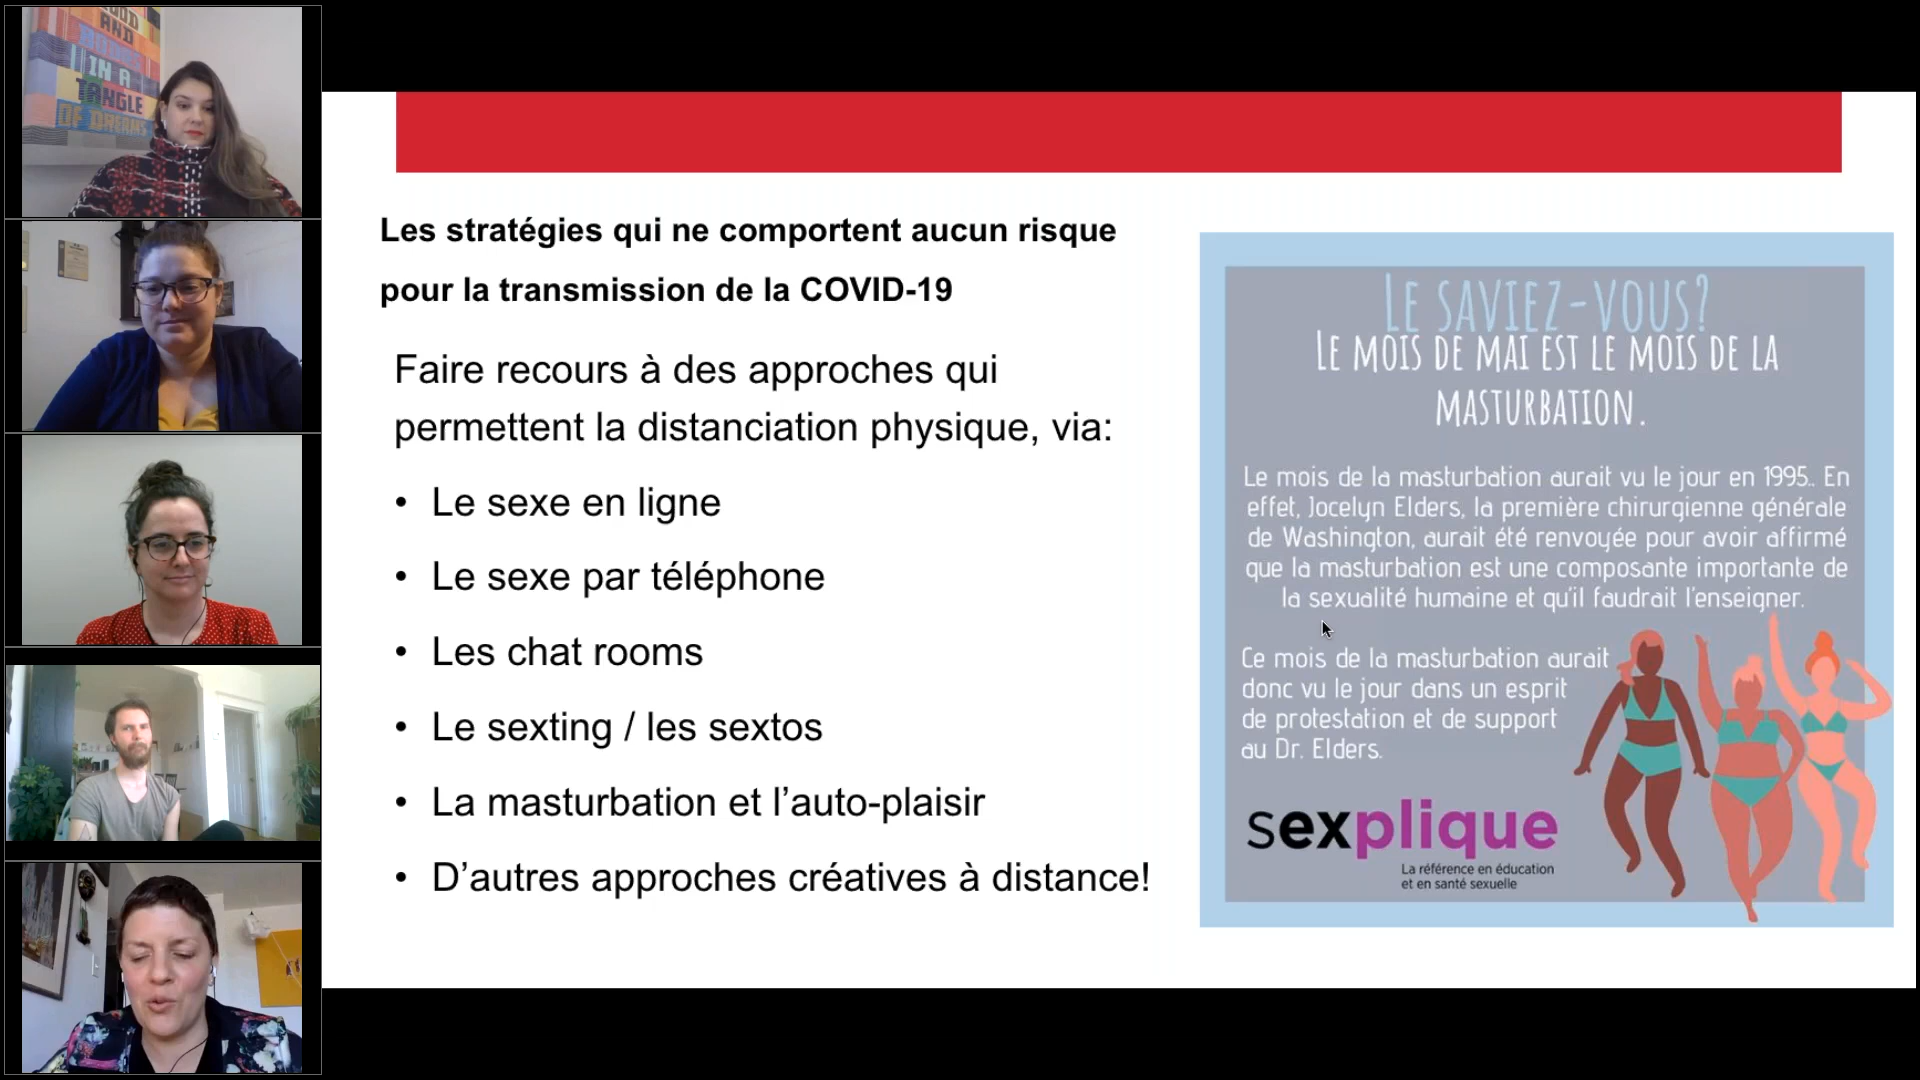 AND
IN A
TANGLE
OF DREAMS
Les stratégies qui ne comportent aucun risque
pour la transmission de la COVID-19
Faire recours à des approches qui
permettent la distanciation physique, via:
• Le sexe en ligne
• Le sexe par téléphone
• Les chat rooms
• Le sexting / les sextos
• La masturbation et l’auto-plaisir
• D’autres approches créatives à distance!
LE SAVIEZ-VOUS?
LE MOIS DE MAI EST LE MOIS DE LA
MASTURBATION.
Le mois de la masturbation aurait vu le jour en 1995.. En
effet, Jocelyn Elders, la première chirurgienne générale
de Washington, aurait été renvoyée pour avoir affirmé
que la masturbation est une composante importante de
la sexualité humaine et qu'il faudrait l'enseigner.
Ce mois de la masturbation aurait
donc vu le jour dans un esprit
de protestation et de support
au Dr. Elders.
sexplique
La référence en éducation
et en santé sexuelle